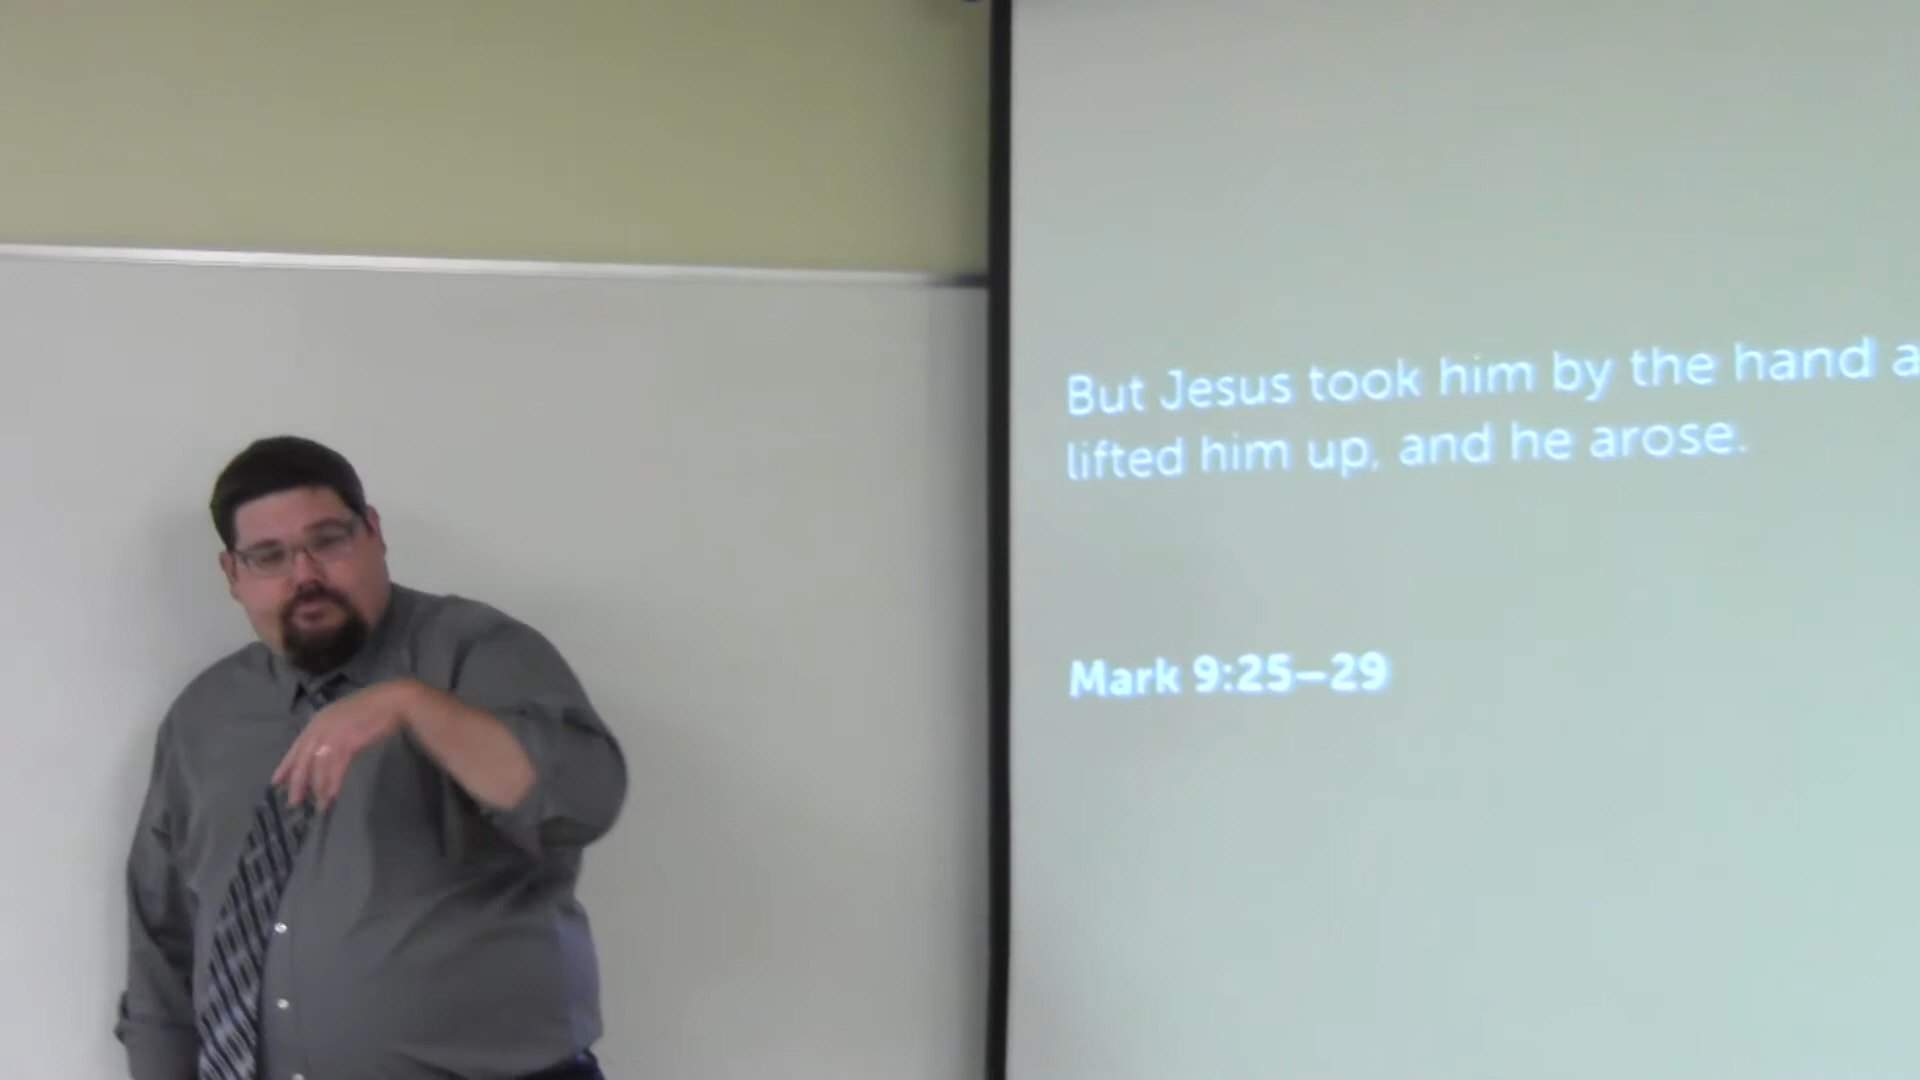 But Jesus took him by the hand a
lifted him up, and he arose.
Mark 9:25–29